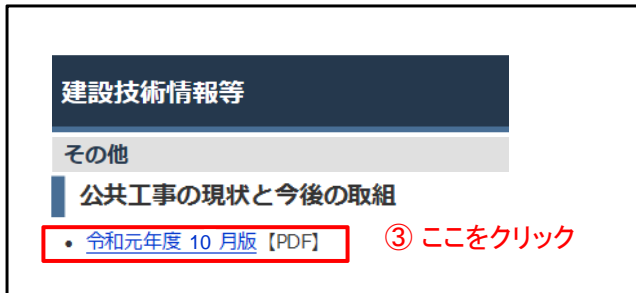 建設技術情報等
その他
公共工事の現状と今後の取組
• 令和元年度 10 月版【PDF】 ③ ここをクリック